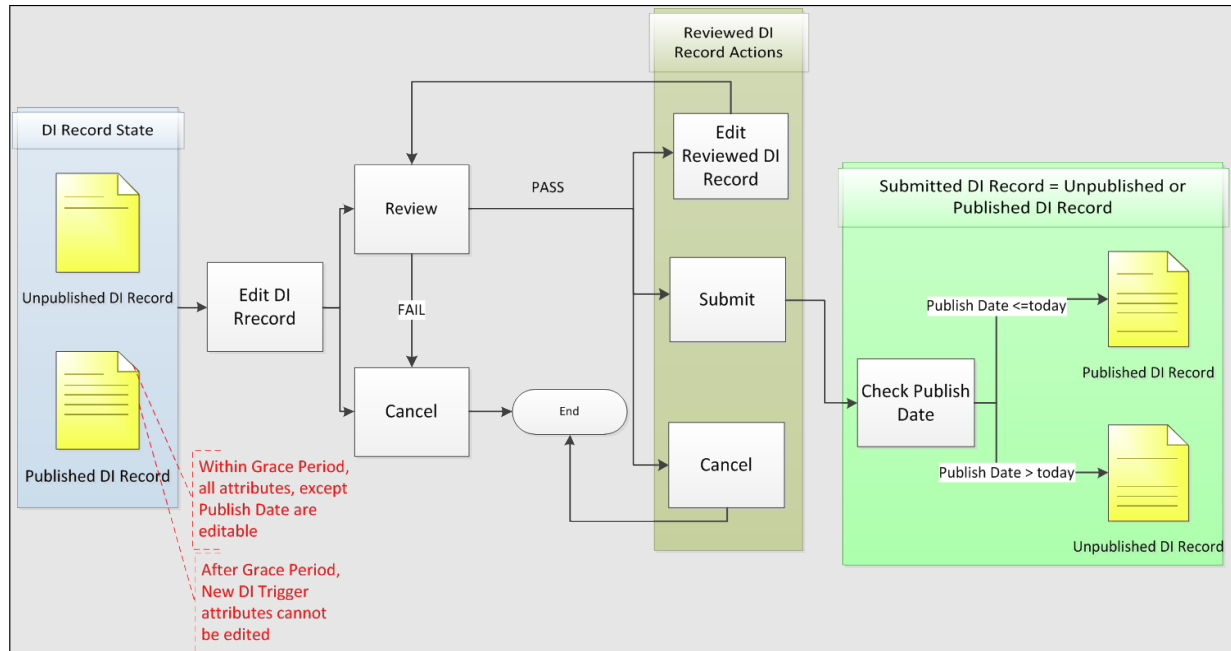 DI Record State
Unpublished DI Record
Published DI Record
Within Grace Period,
all attributes, except
Publish Date are
editable
After Grace Period,
New DI Trigger
attributes cannot
be edited
Edit DI
Rrecord
Review
FAIL
Cancel
PASS
End
Reviewed DI
Record Actions
Edit
Reviewed DI
Record
Submit
Cancel
Submitted DI Record = Unpublished or
Published DI Record
Check Publish
Date
Publish Date <=today
Published DI Record
Publish Date > today
Unpublished DI Record